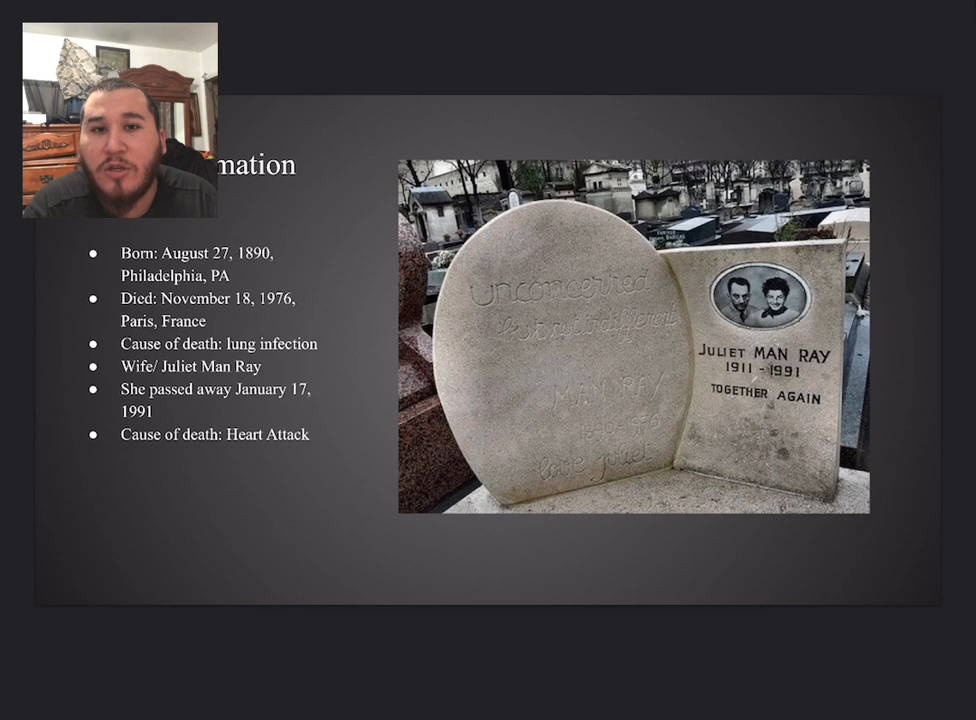 mation
Born: August 27, 1890,
Philadelphia, PA
Died: November 18, 1976,
Paris, France
Cause of death: lung infection
Wife/ Juliet Man Ray
She passed away January 17,
1991
Cause of death: Heart Attack
unconcerned
but not indifferent
MAN RAY
1890-1976
love juliet
JULIET MAN RAY
1911 - 1991
TOGETHER AGAIN